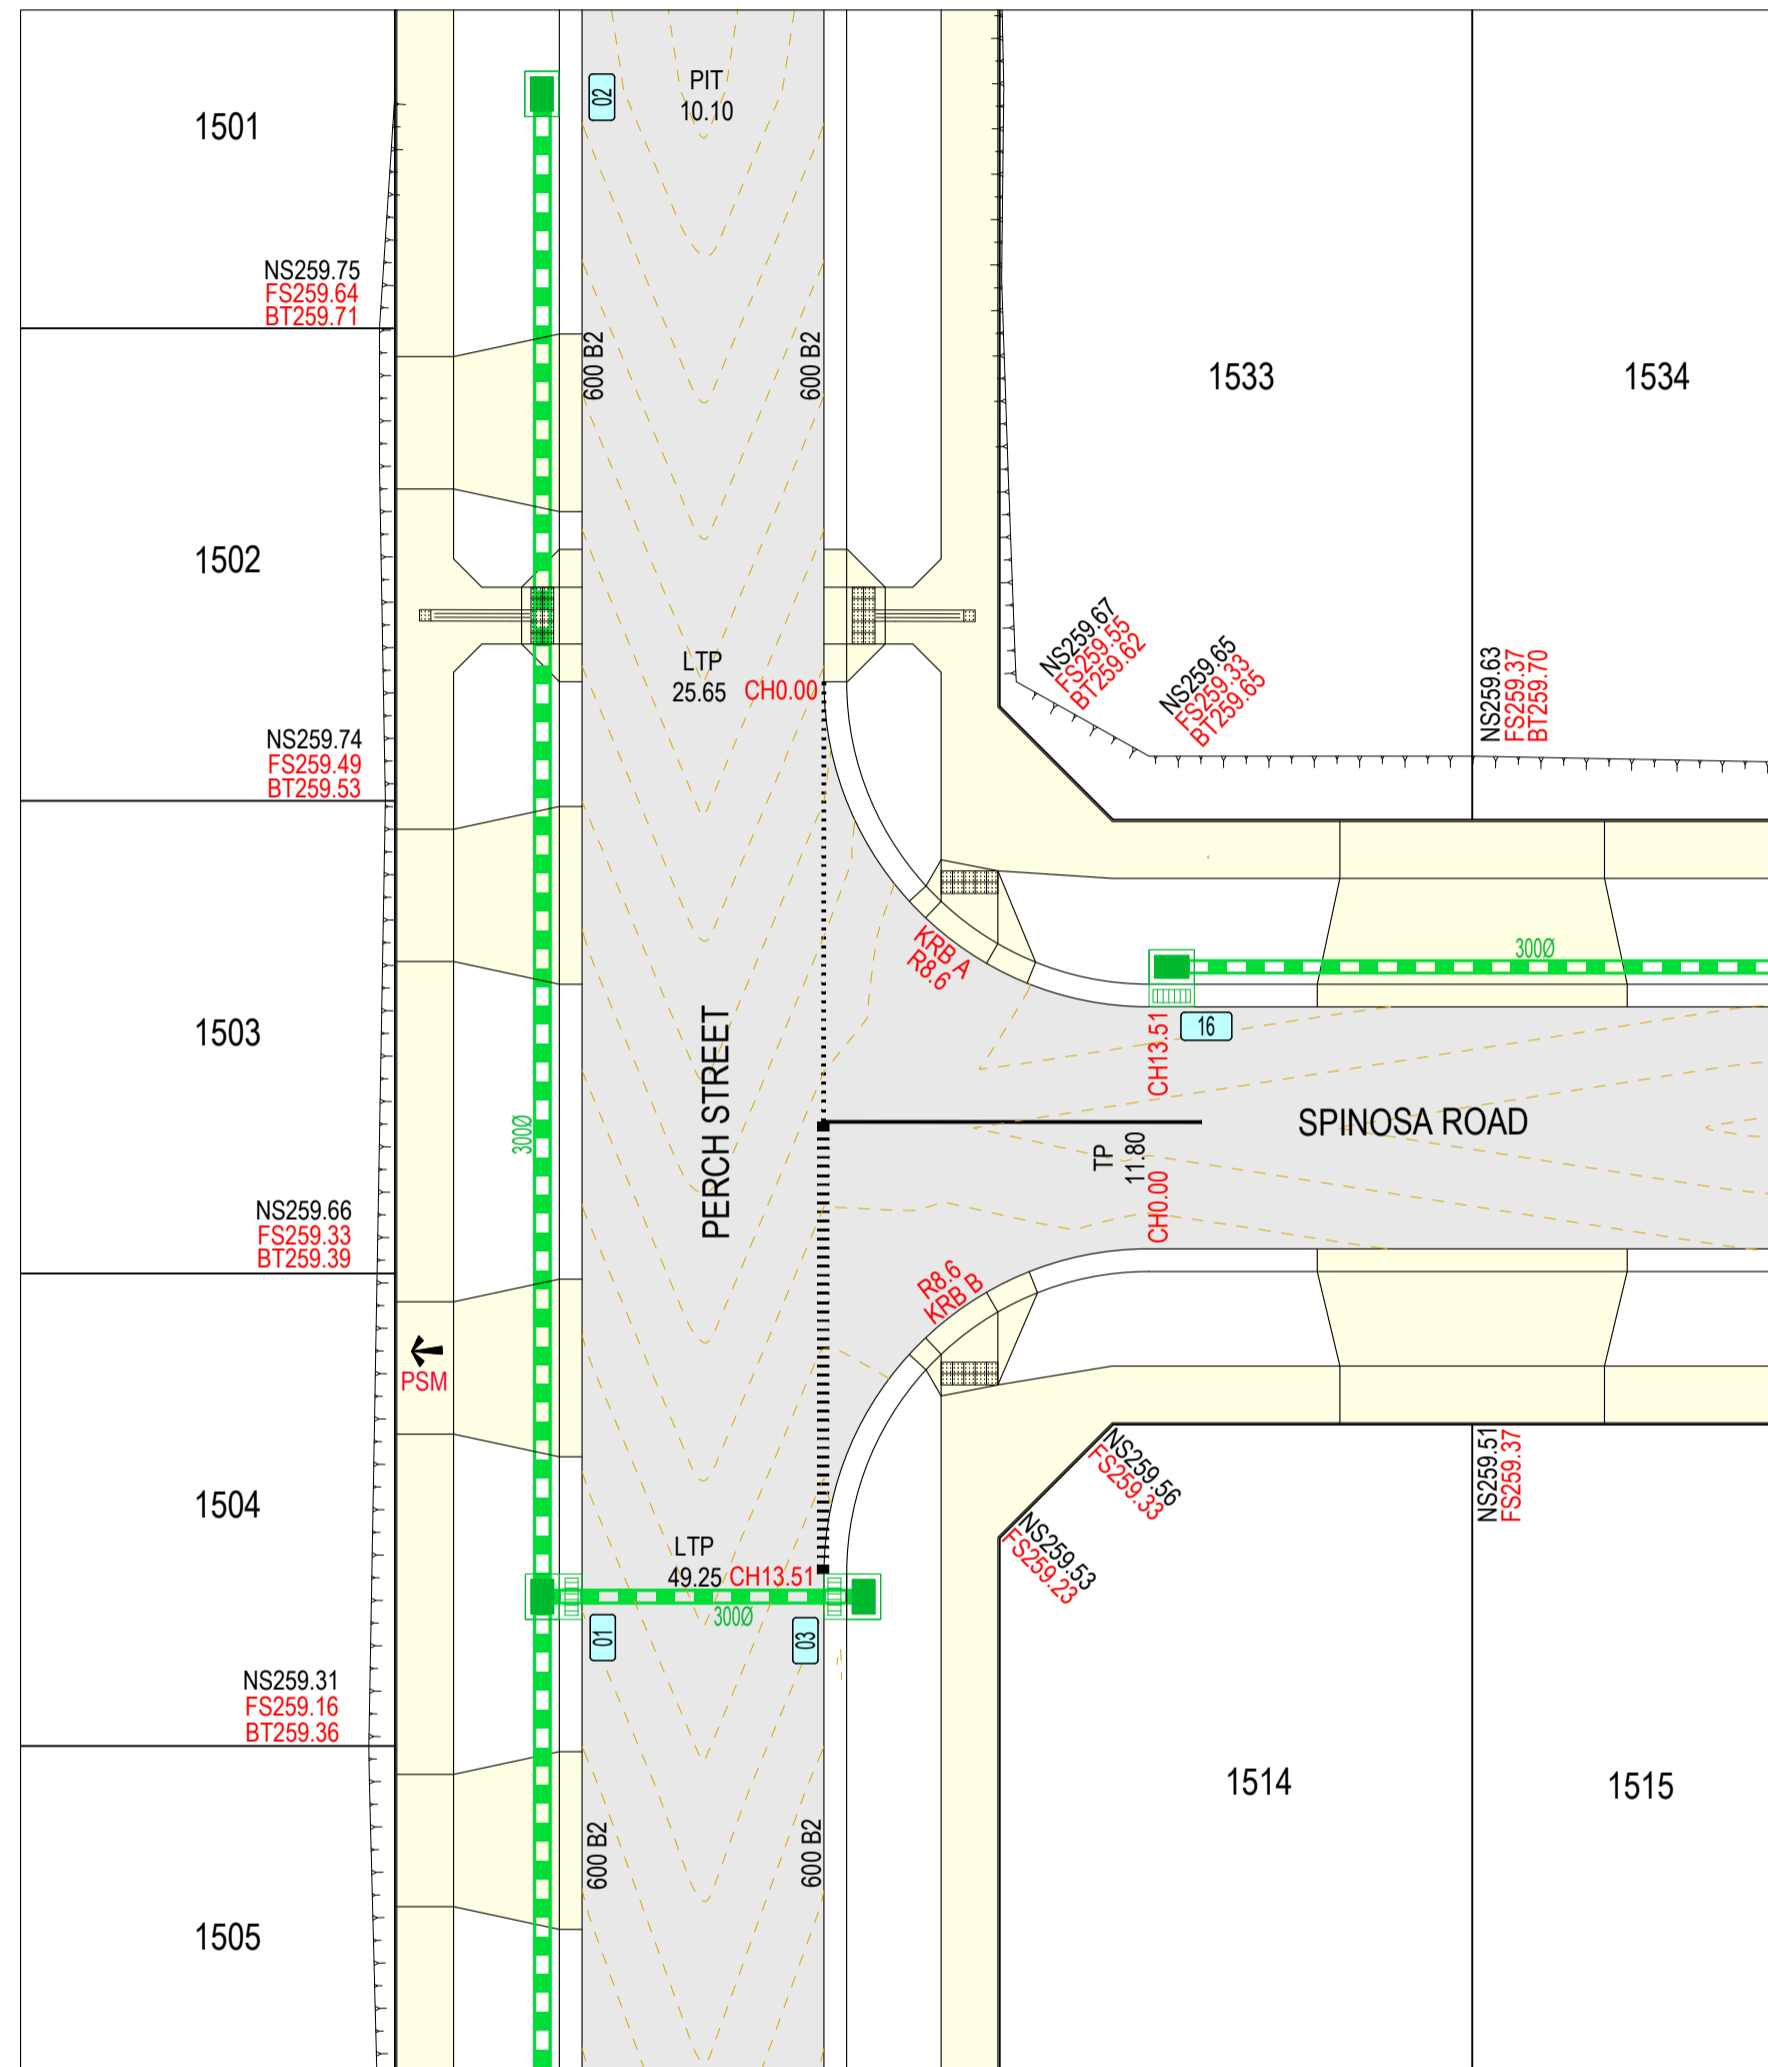 PIT
10.10
02
1501
NS259.75
FS259.64
BT259.71
600 B2
600 B2
1533
1534
1502
NS259.67
FS259.55
BT259.62
NS259.65
FS259.33
BT259.65
NS259.63
FS259.37
BT259.70
LTP
25.65
CH0.00
NS259.74
FS259.49
BT259.53
KRB A
R8.6
300Ø
16
CH13.51
1503
PERCH STREET
300Ø
SPINOSA ROAD
TP
11.80
CH0.00
NS259.66
FS259.33
BT259.39
R8.6
KRB B
PSM
NS259.56
FS259.33
NS259.51
FS259.37
1504
NS259.53
FS259.23
LTP
49.25
CH13.51
300Ø
01
03
NS259.31
FS259.16
BT259.36
1514
1515
600 B2
600 B2
1505